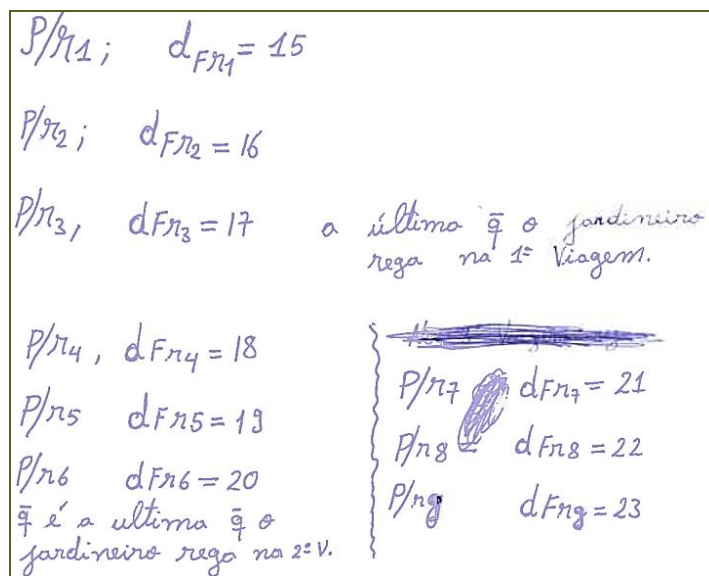 P/r1; dFr1 = 15
P/r2; dFr2 = 16
P/r3, dFr3 = 17 a última q̄ o jardineiro
rega na 1ª Viagem.
P/r4, dFr4 = 18
P/r5 dFr5 = 19
P/r6 dFr6 = 20
q̄ é a ultima q̄ o
jardineiro rega na 2ª V.
P/r7 dFr7 = 21
P/r8 = dFr8 = 22
P/r9 dFr9 = 23